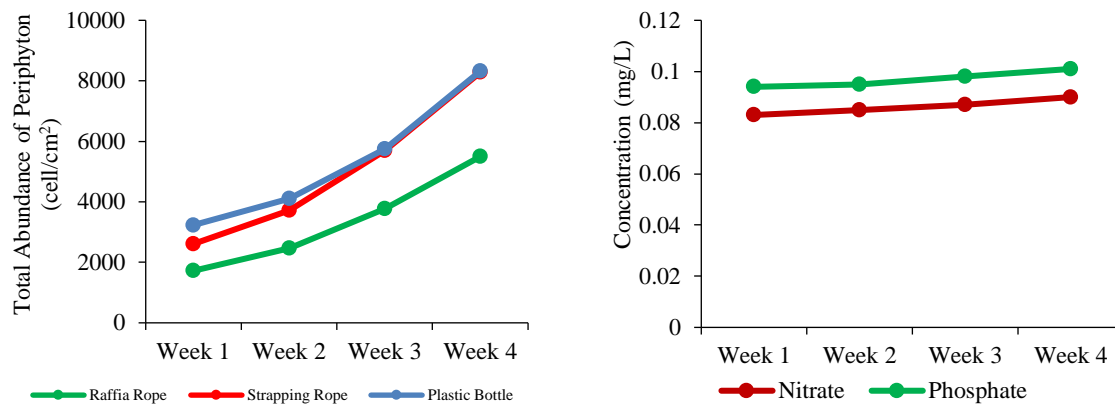 Total Abundance of Periphyton
(cell/cm²)
10000
8000
6000
4000
2000
0
Week 1 Week 2 Week 3 Week 4
Raffia Rope Strapping Rope Plastic Bottle
Concentration (mg/L)
0.12
0.1
0.08
0.06
0.04
0.02
0
Week 1 Week 2 Week 3 Week 4
Nitrate Phosphate